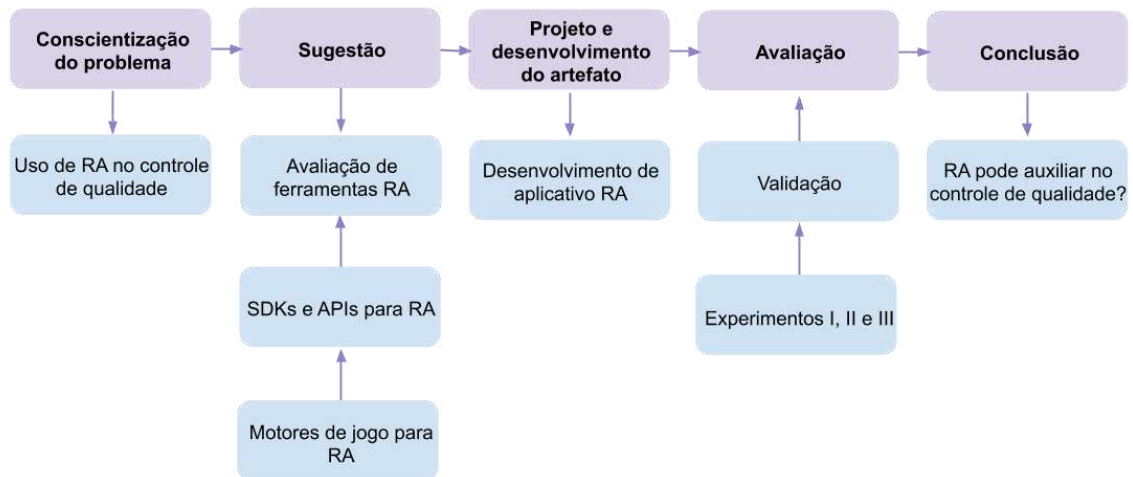 Conscientização
do problema
Sugestão
Projeto e
desenvolvimento
do artefato
Avaliação
Conclusão
Uso de RA no controle
de qualidade
Avaliação de
ferramentas RA
Desenvolvimento de
aplicativo RA
Validação
RA pode auxiliar no
controle de qualidade?
SDKs e APIs para RA
Experimentos I, II e III
Motores de jogo para
RA